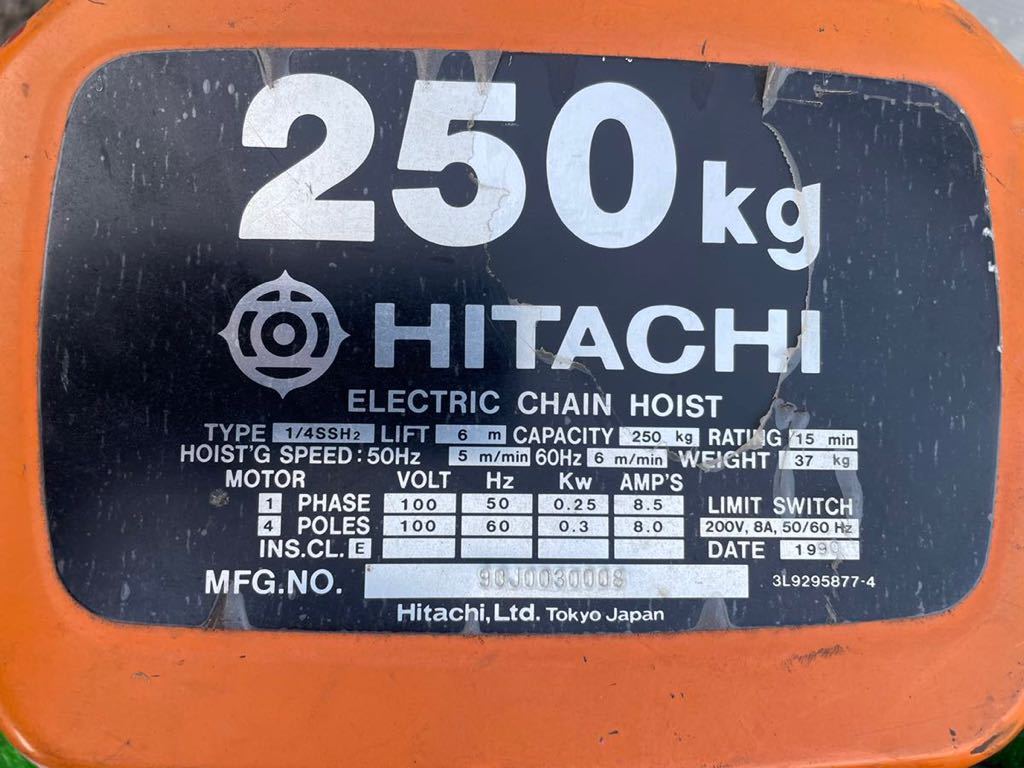 250 kg
HITACHI
ELECTRIC CHAIN HOIST
TYPE 1/4SSH2 LIFT 6 m CAPACITY 250 kg RATING 15 min
HOIST'G SPEED: 50Hz 5 m/min 60Hz 6 m/min WEIGHT 37 kg
MOTOR VOLT Hz Kw AMP'S
1 PHASE 100 50 0.25 8.5 LIMIT SWITCH
4 POLES 100 60 0.3 8.0 200V, 8A, 50/60 Hz
INS.CL. E DATE 1990
MFG.NO. 90J0030008 3L9295877-4
Hitachi, Ltd. Tokyo Japan